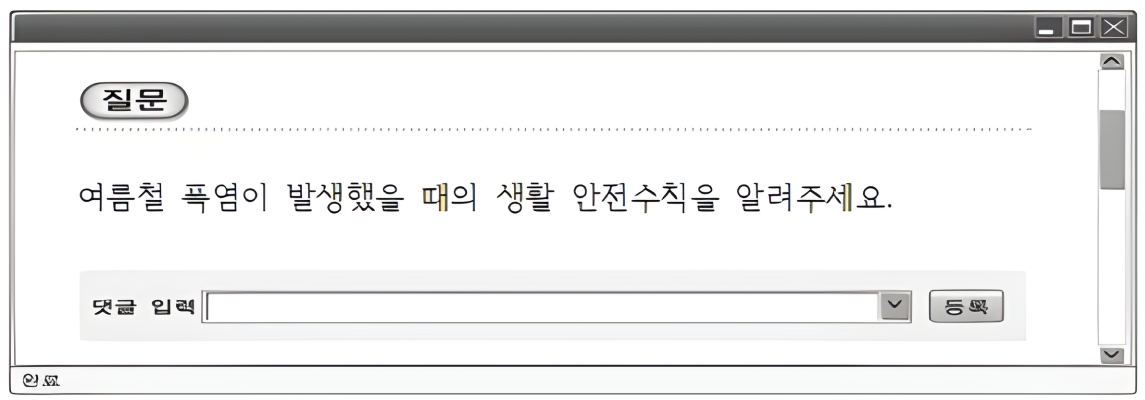 질문
여름철 폭염이 발생했을 때의 생활 안전수칙을 알려주세요.
댓글 입력
등록
완료